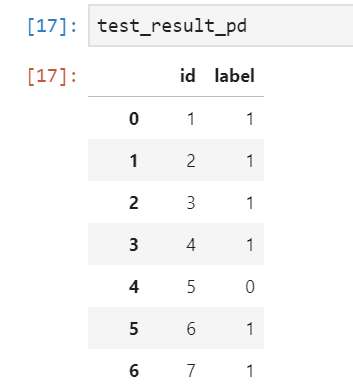 [17]: test_result_pd
[17]: id label
0 1 1
1 2 1
2 3 1
3 4 1
4 5 0
5 6 1
6 7 1